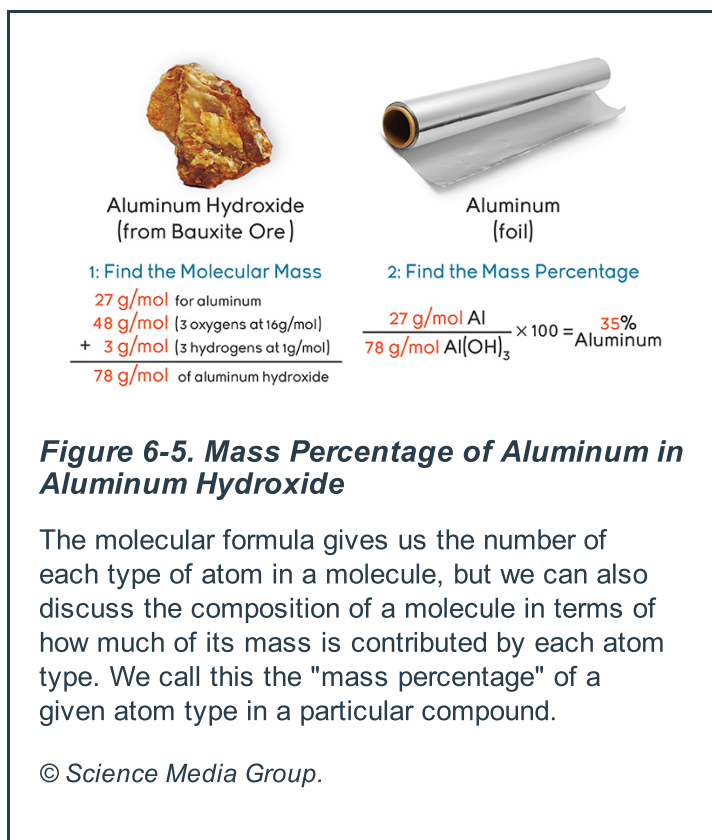 Aluminum Hydroxide
(from Bauxite Ore)
Aluminum
(foil)
1: Find the Molecular Mass
27 g/mol for aluminum
48 g/mol (3 oxygens at 16g/mol)
+ 3 g/mol (3 hydrogens at 1g/mol)
78 g/mol of aluminum hydroxide
2: Find the Mass Percentage
27 g/mol Al
78 g/mol Al(OH)₃
× 100 = 35%
Aluminum
Figure 6-5. Mass Percentage of Aluminum in
Aluminum Hydroxide
The molecular formula gives us the number of
each type of atom in a molecule, but we can also
discuss the composition of a molecule in terms of
how much of its mass is contributed by each atom
type. We call this the "mass percentage" of a
given atom type in a particular compound.
© Science Media Group.